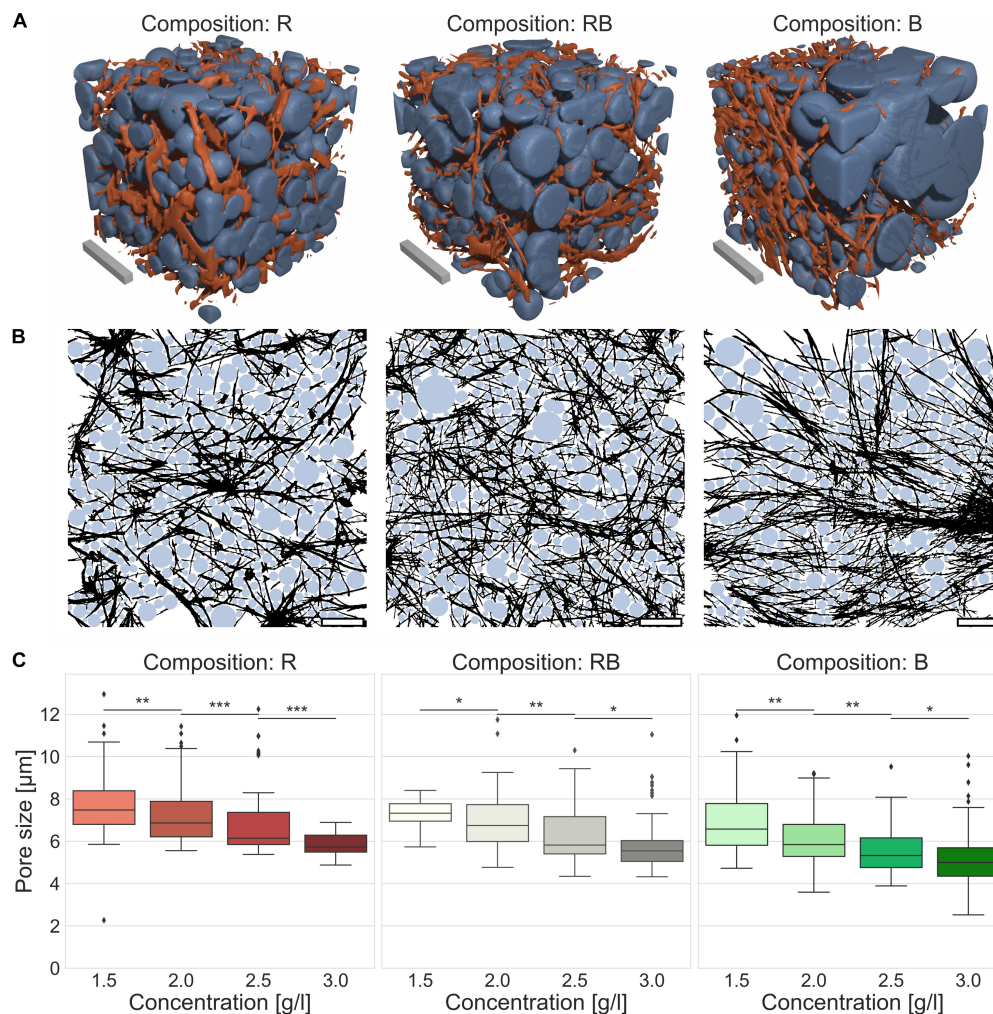 A
Composition: R
Composition: RB
Composition: B
B
C
Composition: R
Composition: RB
Composition: B
Pore size [µm]
12
10
8
6
4
2
0
** *** ***
* ** *
** ** *
1.5 2.0 2.5 3.0
1.5 2.0 2.5 3.0
1.5 2.0 2.5 3.0
Concentration [g/l]
Concentration [g/l]
Concentration [g/l]